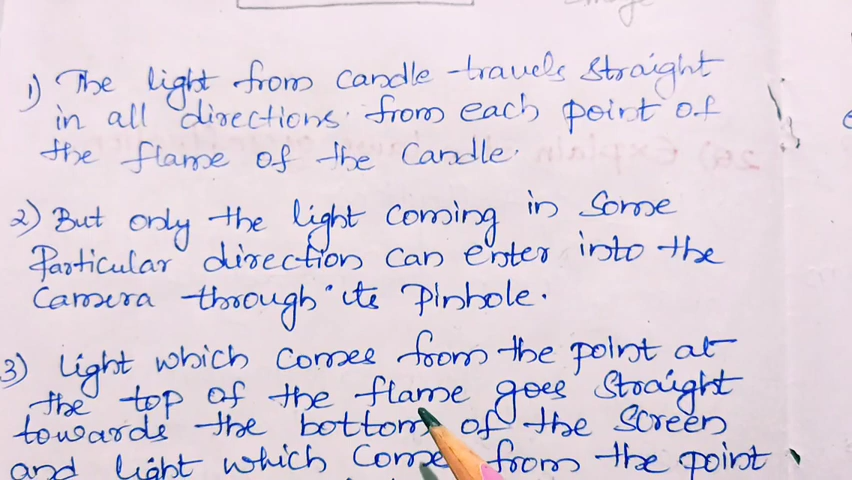 Image
1) The light from candle travels straight
in all directions. from each point of
the flame of the candle.
2) But only the light coming in some
particular direction can enter into the
camera through its pinhole.
3) Light which comes from the point at
the top of the flame goes straight
towards the bottom of the screen
and light which come from the point